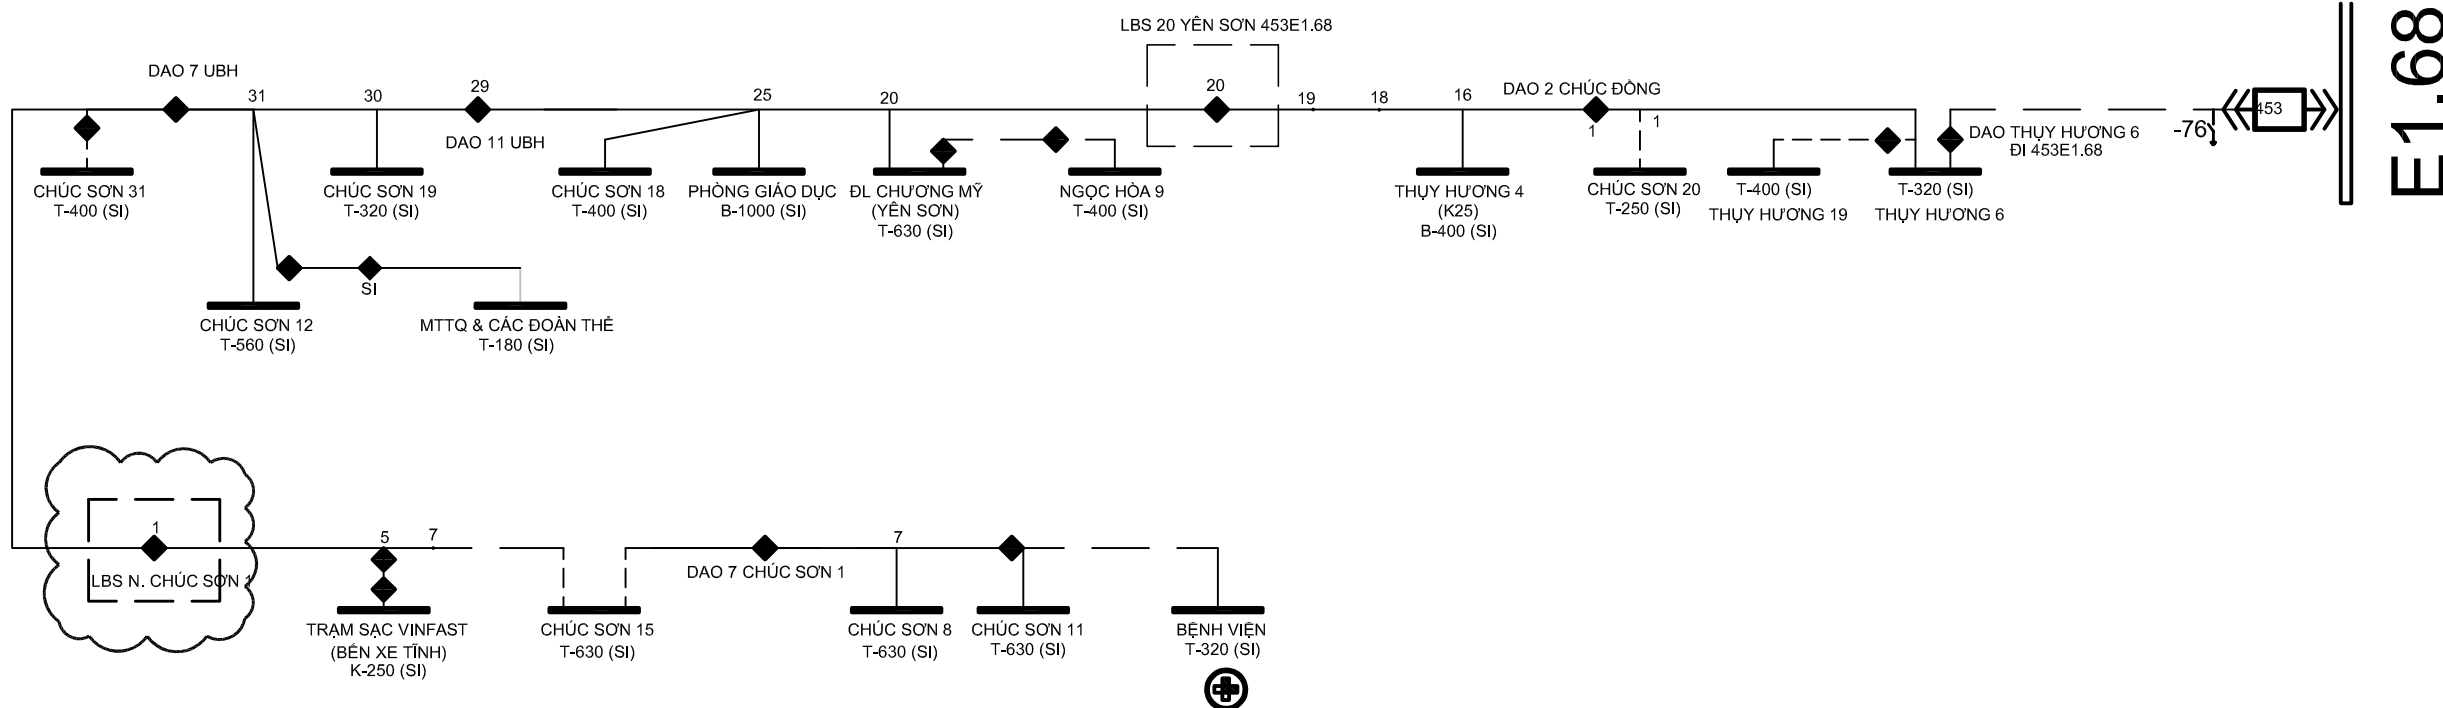 LBS 20 YÊN SƠN 453E1.68
E1.68
DAO 7 UBH
31
30
29
DAO 11 UBH
25
20
20
19
18
16
DAO 2 CHÚC ĐỒNG
1
1
DAO THỤY HƯƠNG 6
ĐI 453E1.68
-76
453
CHÚC SƠN 31
T-400 (SI)
CHÚC SƠN 19
T-320 (SI)
CHÚC SƠN 18
T-400 (SI)
PHÒNG GIÁO DỤC
B-1000 (SI)
ĐL CHƯƠNG MỸ
(YÊN SƠN)
T-630 (SI)
NGỌC HÒA 9
T-400 (SI)
THỤY HƯƠNG 4
(K25)
B-400 (SI)
CHÚC SƠN 20
T-250 (SI)
T-400 (SI)
THỤY HƯƠNG 19
T-320 (SI)
THỤY HƯƠNG 6
SI
CHÚC SƠN 12
T-560 (SI)
MTTQ & CÁC ĐOÀN THỂ
T-180 (SI)
1
LBS N. CHÚC SƠN 1
5
7
DAO 7 CHÚC SƠN 1
7
TRẠM SẠC VINFAST
(BẾN XE TĨNH)
K-250 (SI)
CHÚC SƠN 15
T-630 (SI)
CHÚC SƠN 8
T-630 (SI)
CHÚC SƠN 11
T-630 (SI)
BỆNH VIỆN
T-320 (SI)